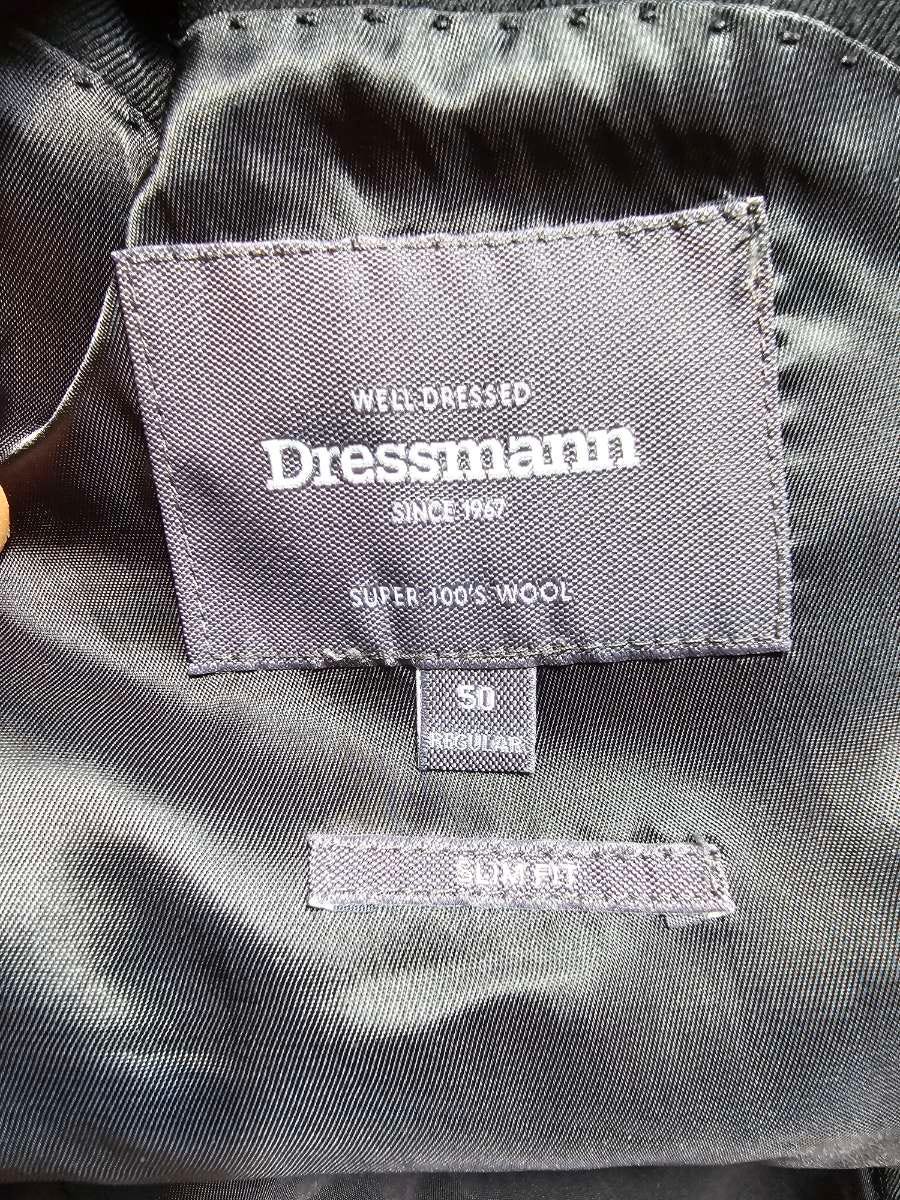 WELL DRESSED
Dressmann
SINCE 1967
SUPER 100'S WOOL
50
REGULAR
SLIM FIT